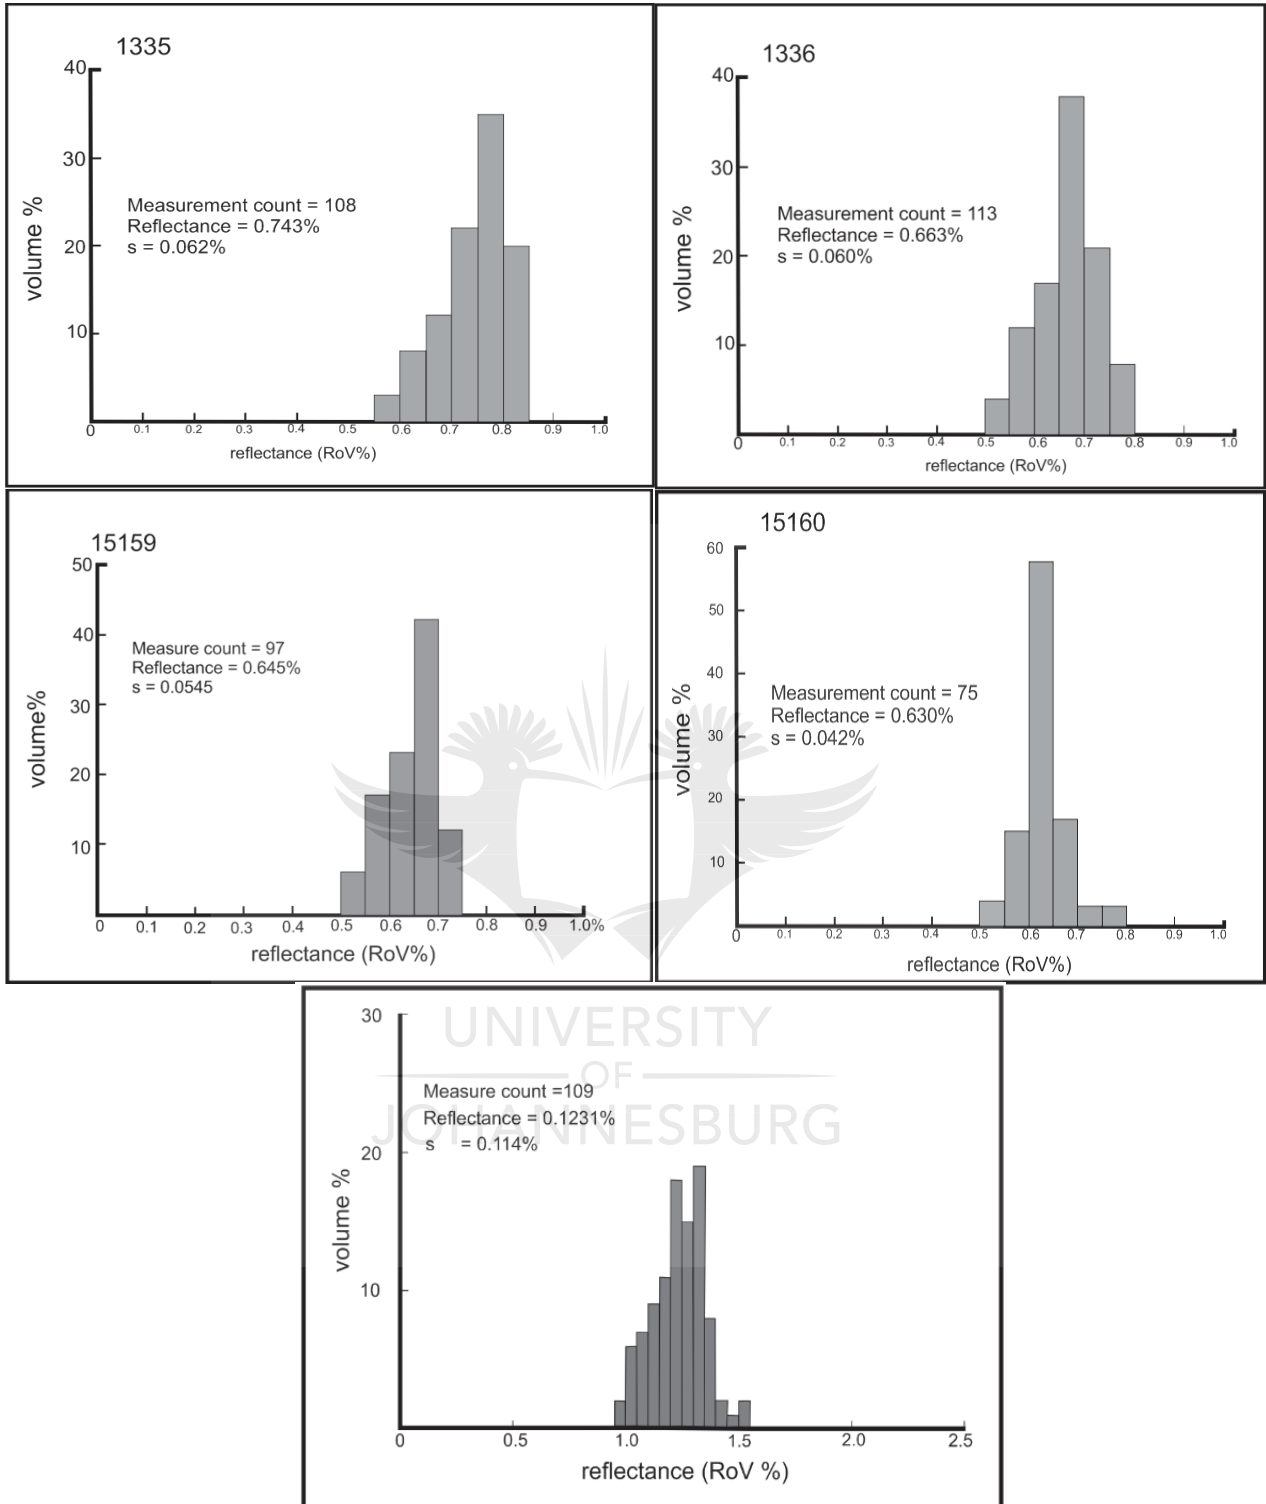 1335
40
30
20
10
volume %
Measurement count = 108
Reflectance = 0.743%
s = 0.062%
0 0.1 0.2 0.3 0.4 0.5 0.6 0.7 0.8 0.9 1.0
reflectance (RoV%)
1336
40
30
20
10
volume %
Measurement count = 113
Reflectance = 0.663%
s = 0.060%
0 0.1 0.2 0.3 0.4 0.5 0.6 0.7 0.8 0.9 1.0
reflectance (RoV%)
15159
50
40
30
20
10
volume%
Measure count = 97
Reflectance = 0.645%
s = 0.0545
0 0.1 0.2 0.3 0.4 0.5 0.6 0.7 0.8 0.9 1.0%
reflectance (RoV%)
15160
60
50
40
30
20
10
volume %
Measurement count = 75
Reflectance = 0.630%
s = 0.042%
0 0.1 0.2 0.3 0.4 0.5 0.6 0.7 0.8 0.9 1.0
reflectance (RoV%)
UNIVERSITY
OF
JOHANNESBURG
30
20
10
volume %
Measure count =109
Reflectance = 0.1231%
s = 0.114%
0 0.5 1.0 1.5 2.0 2.5
reflectance (RoV %)